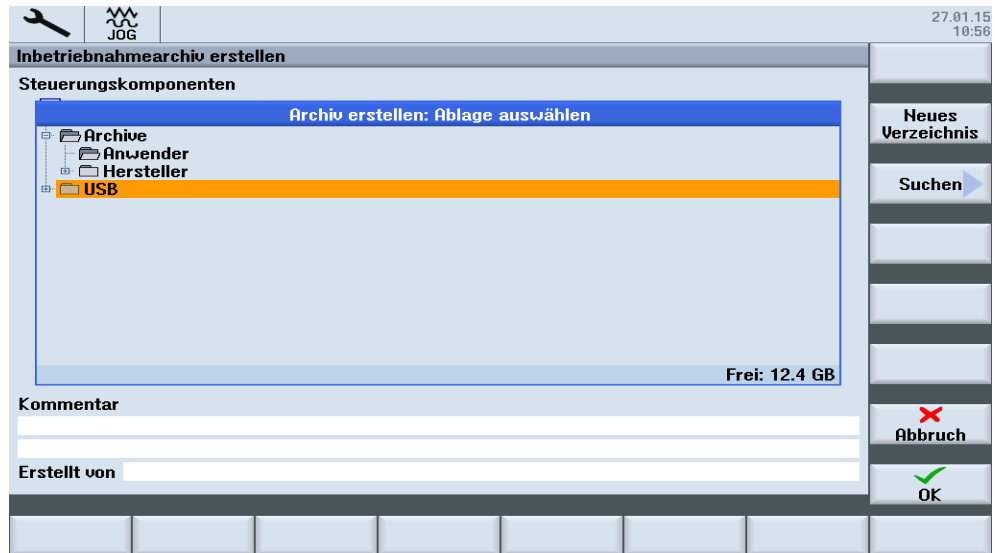 27.01.15
10:56
JOG
Inbetriebnahmearchiv erstellen
Steuerungskomponenten
Archiv erstellen: Ablage auswählen
Archive
Anwender
Hersteller
USB
Frei: 12.4 GB
Kommentar
Erstellt von
Neues
Verzeichnis
Suchen
Abbruch
OK